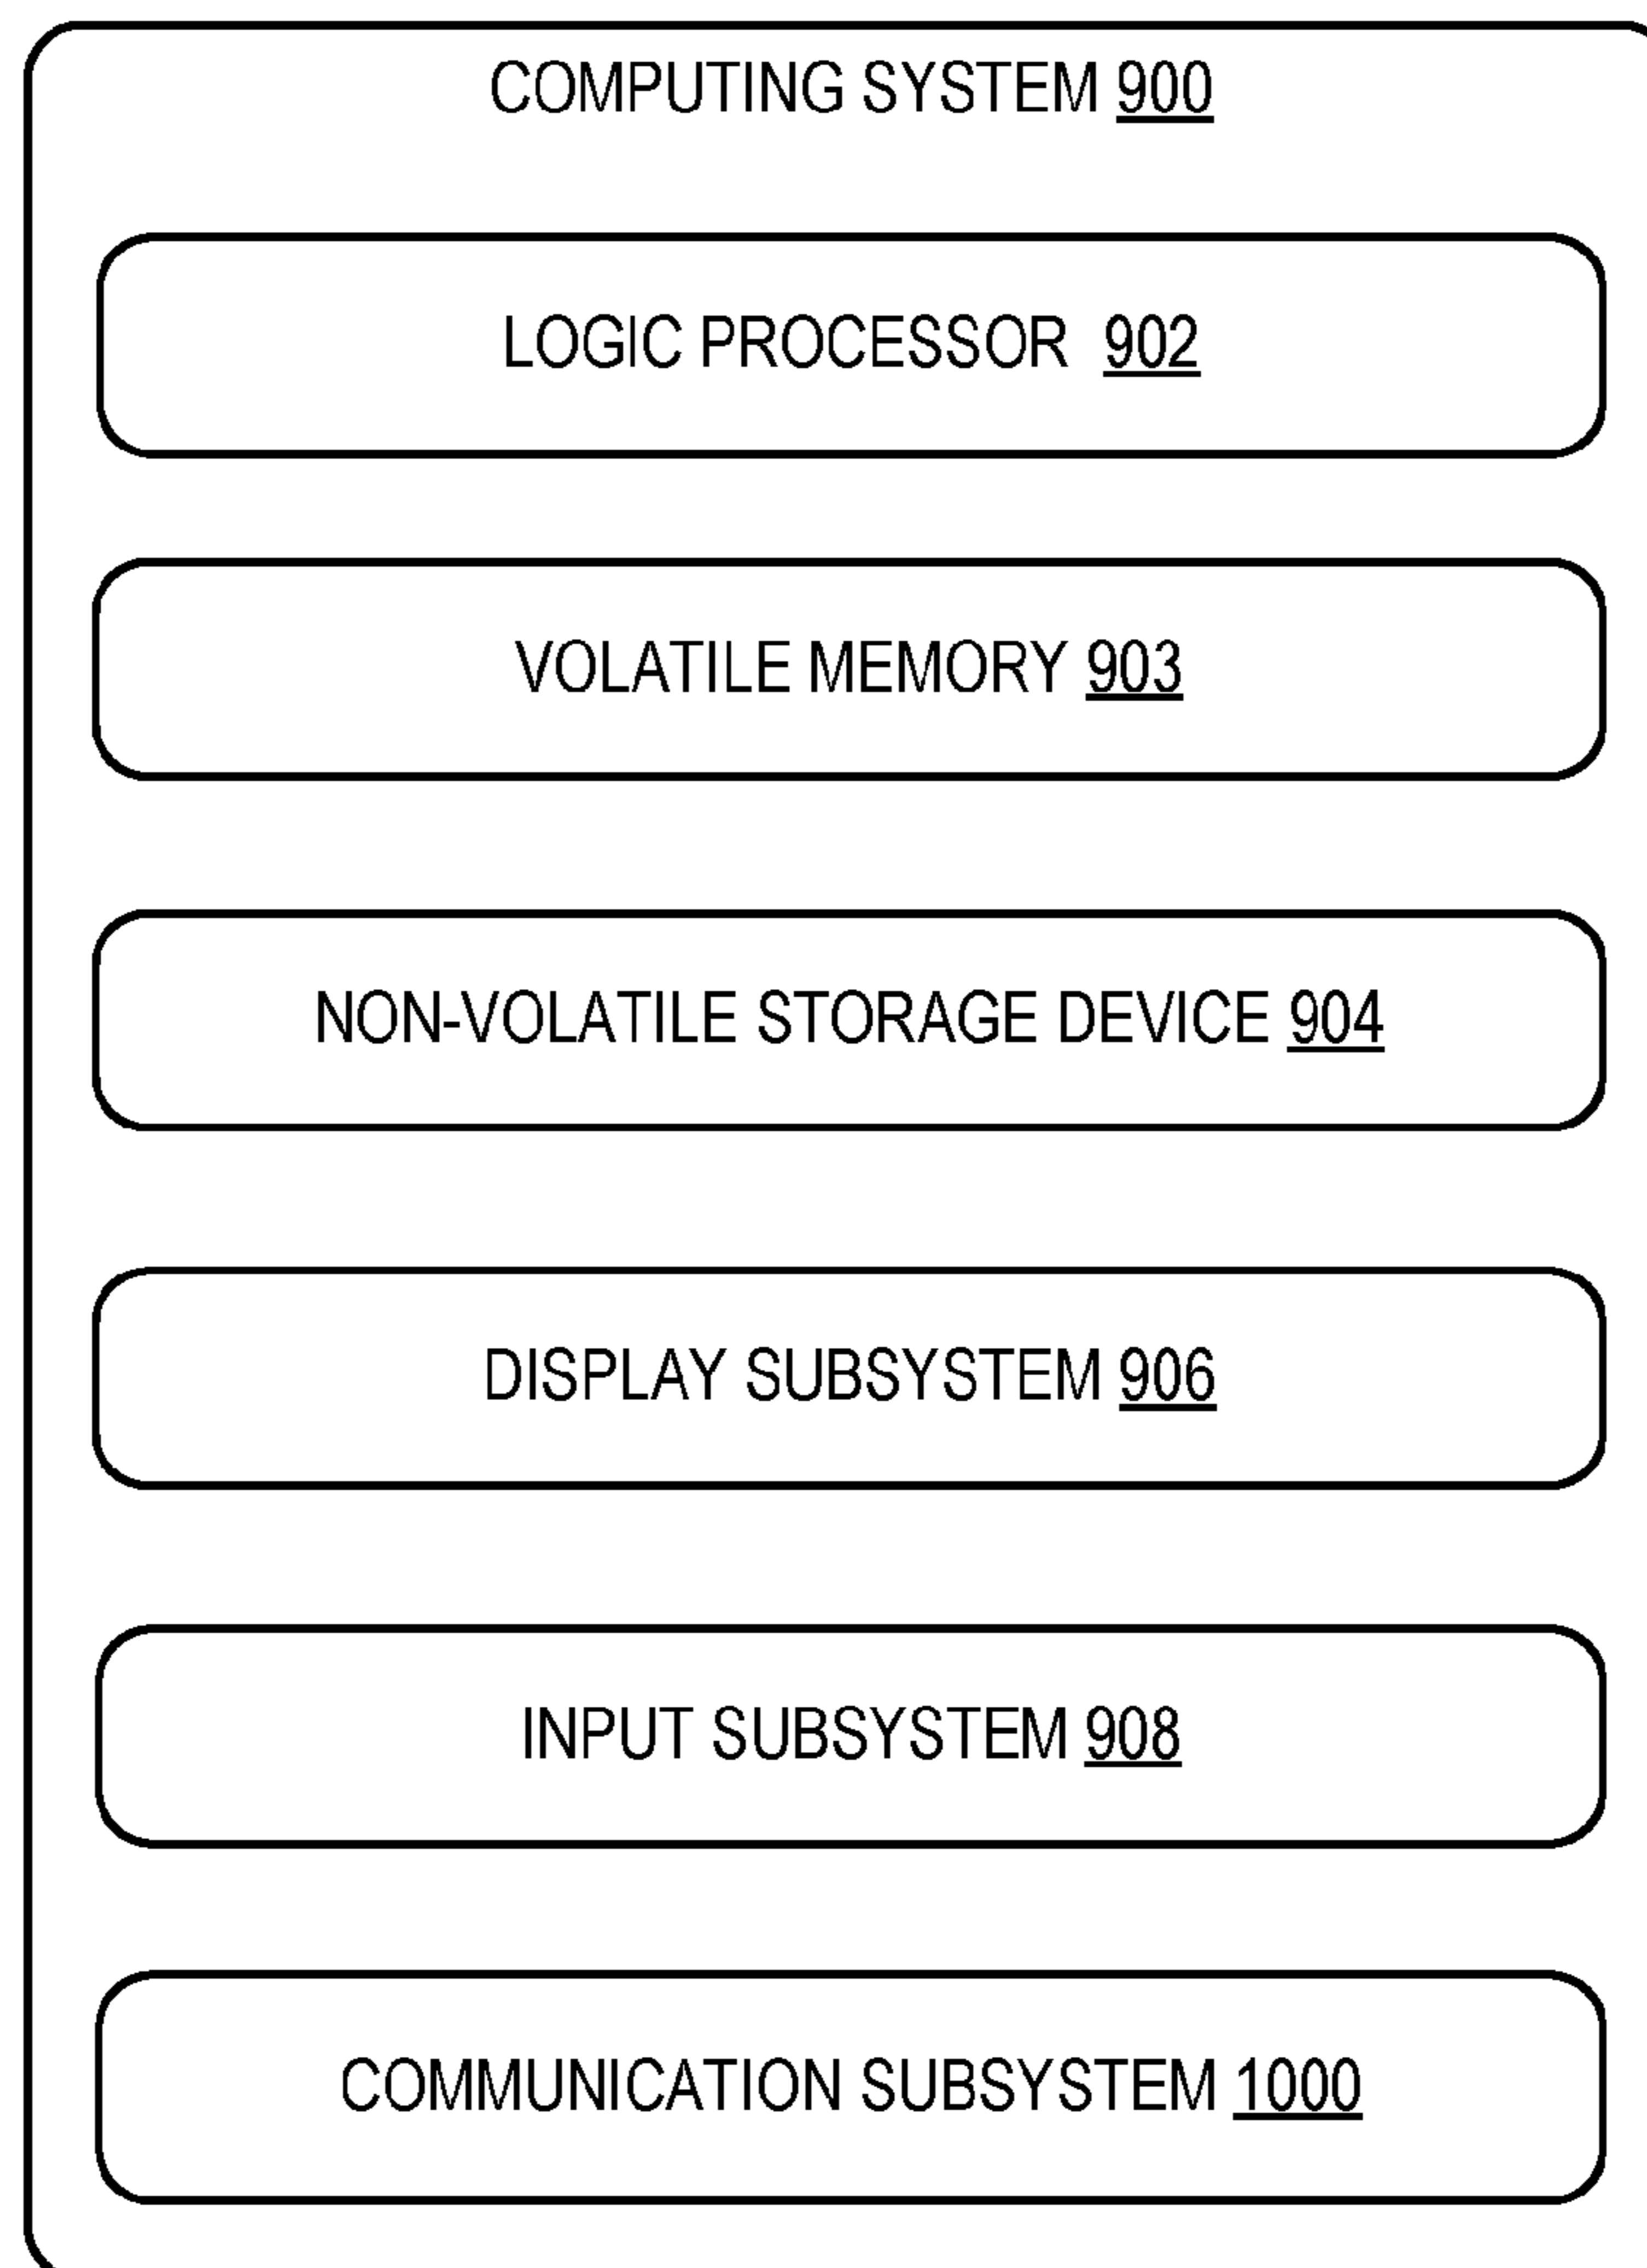 COMPUTING SYSTEM 900
LOGIC PROCESSOR 902
VOLATILE MEMORY 903
NON-VOLATILE STORAGE DEVICE 904
DISPLAY SUBSYSTEM 906
INPUT SUBSYSTEM 908
COMMUNICATION SUBSYSTEM 1000